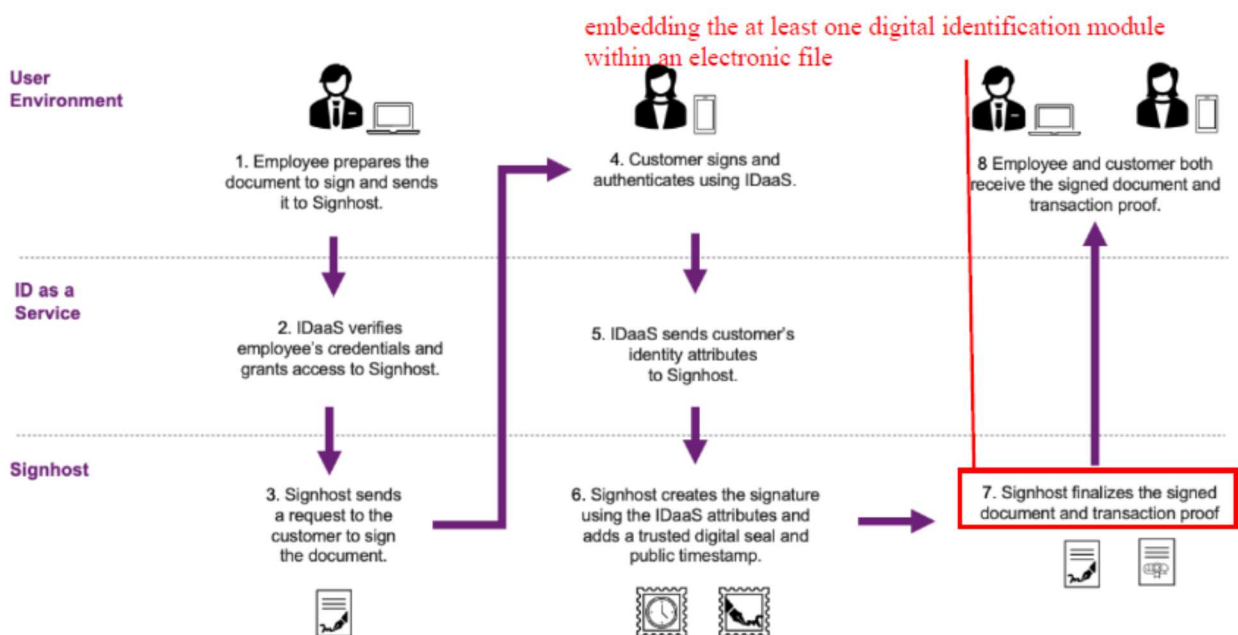 embedding the at least one digital identification module
within an electronic file
User
Environment
1. Employee prepares the
document to sign and sends
it to Signhost.
4. Customer signs and
authenticates using IDaaS.
8 Employee and customer both
receive the signed document and
transaction proof.
ID as a
Service
2. IDaaS verifies
employee's credentials and
grants access to Signhost.
5. IDaaS sends customer's
identity attributes
to Signhost.
Signhost
3. Signhost sends
a request to the
customer to sign
the document.
6. Signhost creates the signature
using the IDaaS attributes and
adds a trusted digital seal and
public timestamp.
7. Signhost finalizes the signed
document and transaction proof